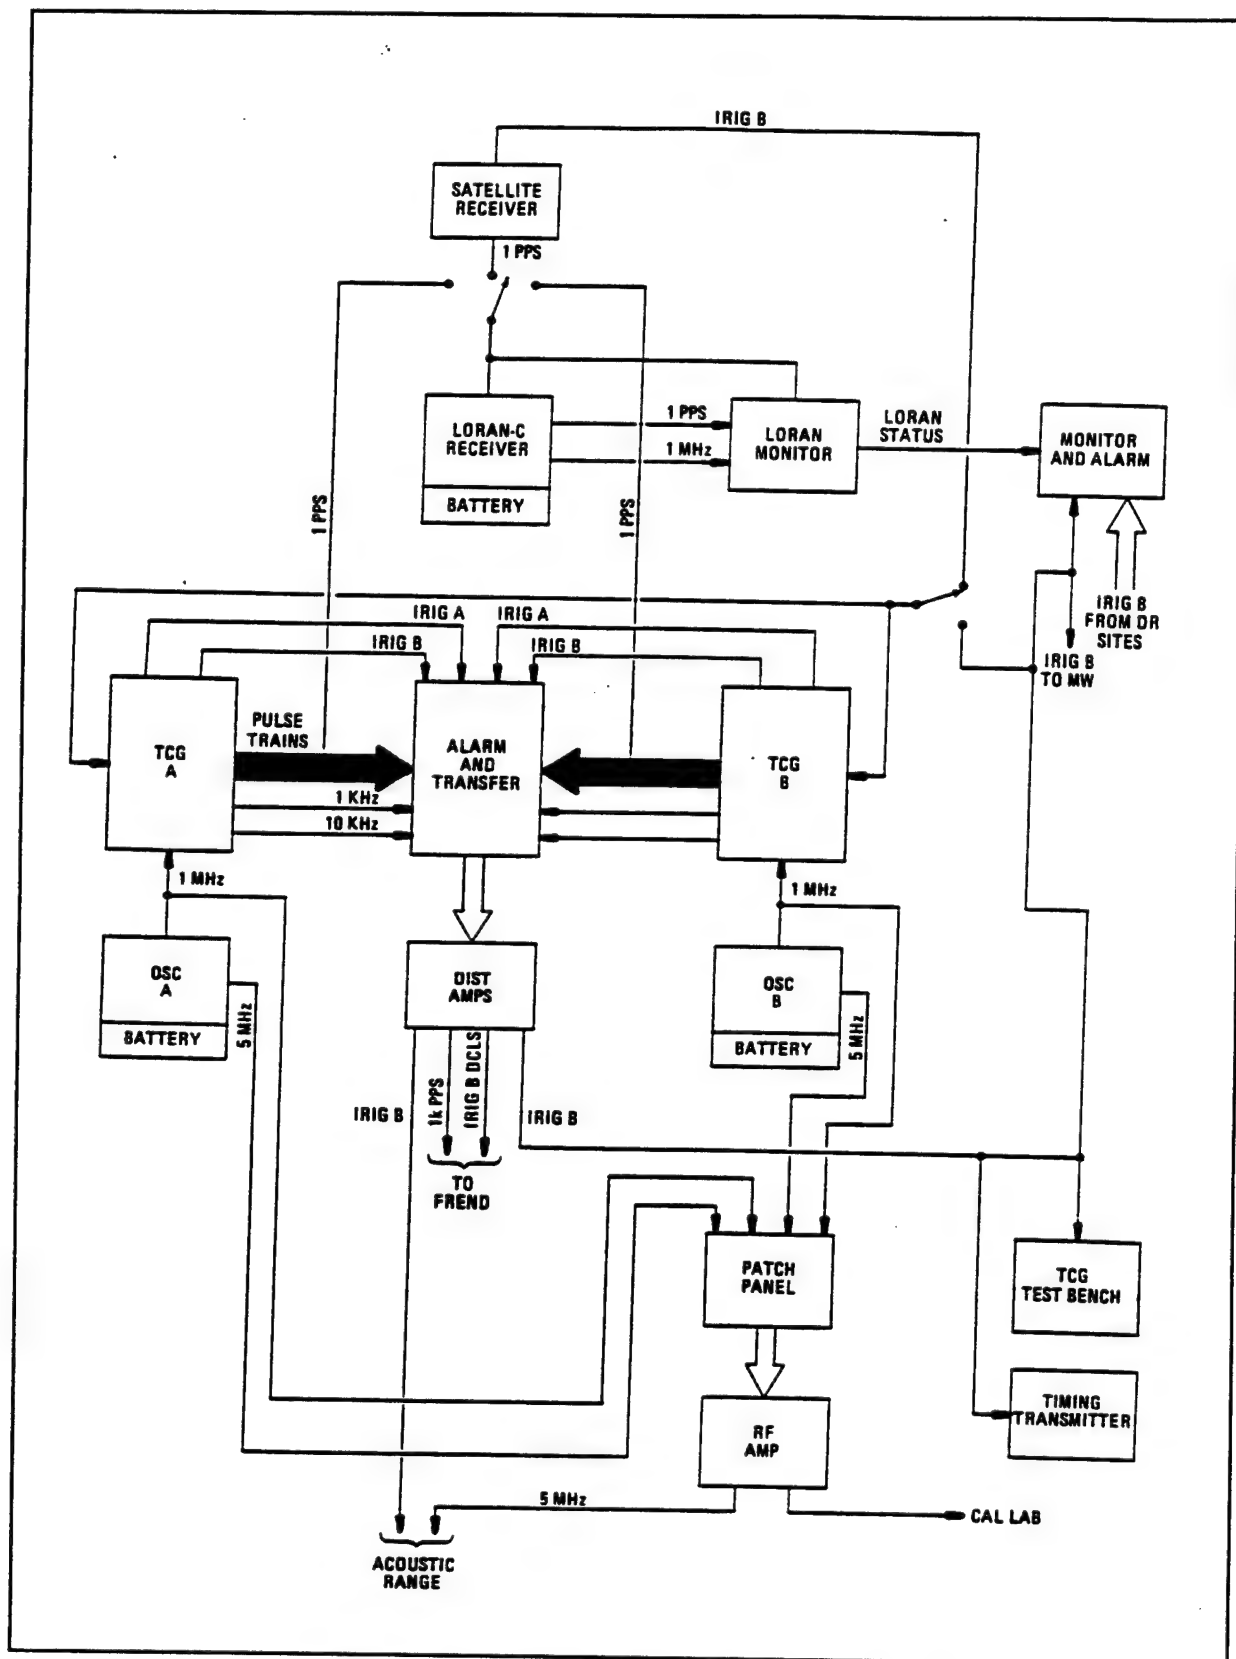 IRIG B
SATELLITE
RECEIVER
1 PPS
LORAN-C
RECEIVER
BATTERY
1 PPS
1 MHz
LORAN
MONITOR
LORAN
STATUS
MONITOR
AND ALARM
1 PPS
1 PPS
IRIG B
FROM DR
SITES
IRIG B
TO MW
IRIG A
IRIG A
IRIG B
IRIG B
TCG
A
PULSE
TRAINS
1 KHz
10 KHz
ALARM
AND
TRANSFER
TCG
B
1 MHz
1 MHz
OSC
A
BATTERY
5 MHz
DIST
AMPS
OSC
B
BATTERY
5 MHz
IRIG B
1k PPS
IRIG B DCLS
IRIG B
TO
FREND
PATCH
PANEL
TCG
TEST BENCH
RF
AMP
TIMING
TRANSMITTER
5 MHz
CAL LAB
ACOUSTIC
RANGE